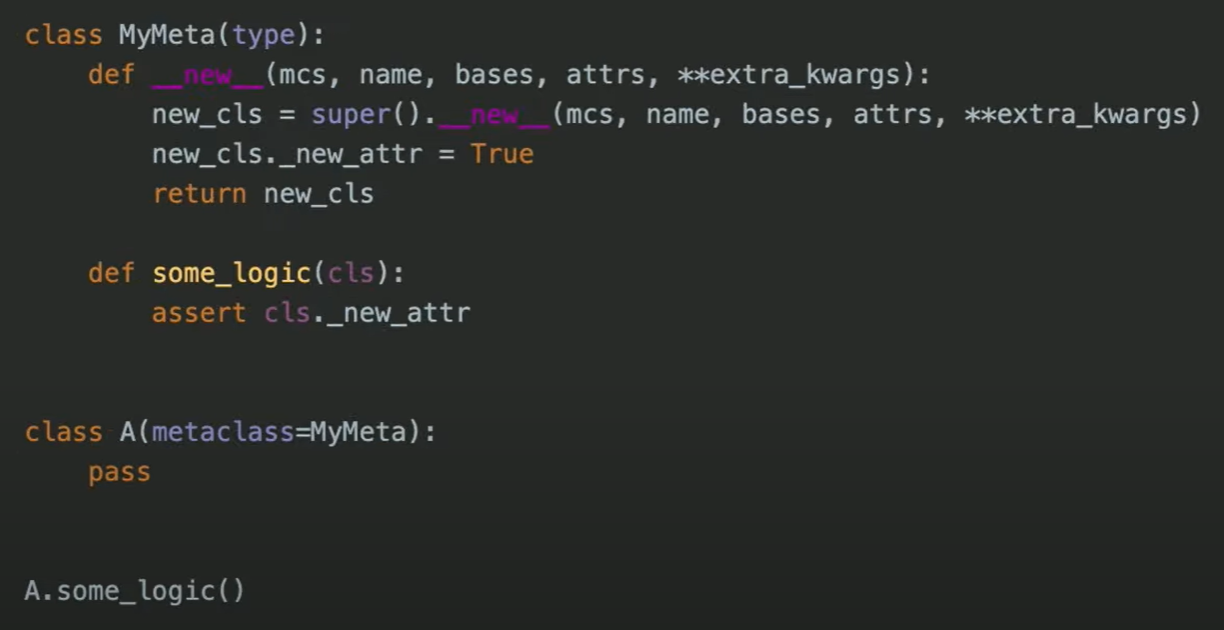 class MyMeta(type):
    def __new__(mcs, name, bases, attrs, **extra_kwargs):
        new_cls = super().__new__(mcs, name, bases, attrs, **extra_kwargs)
        new_cls._new_attr = True
        return new_cls
    def some_logic(cls):
        assert cls._new_attr
class A(metaclass=MyMeta):
    pass
A.some_logic()